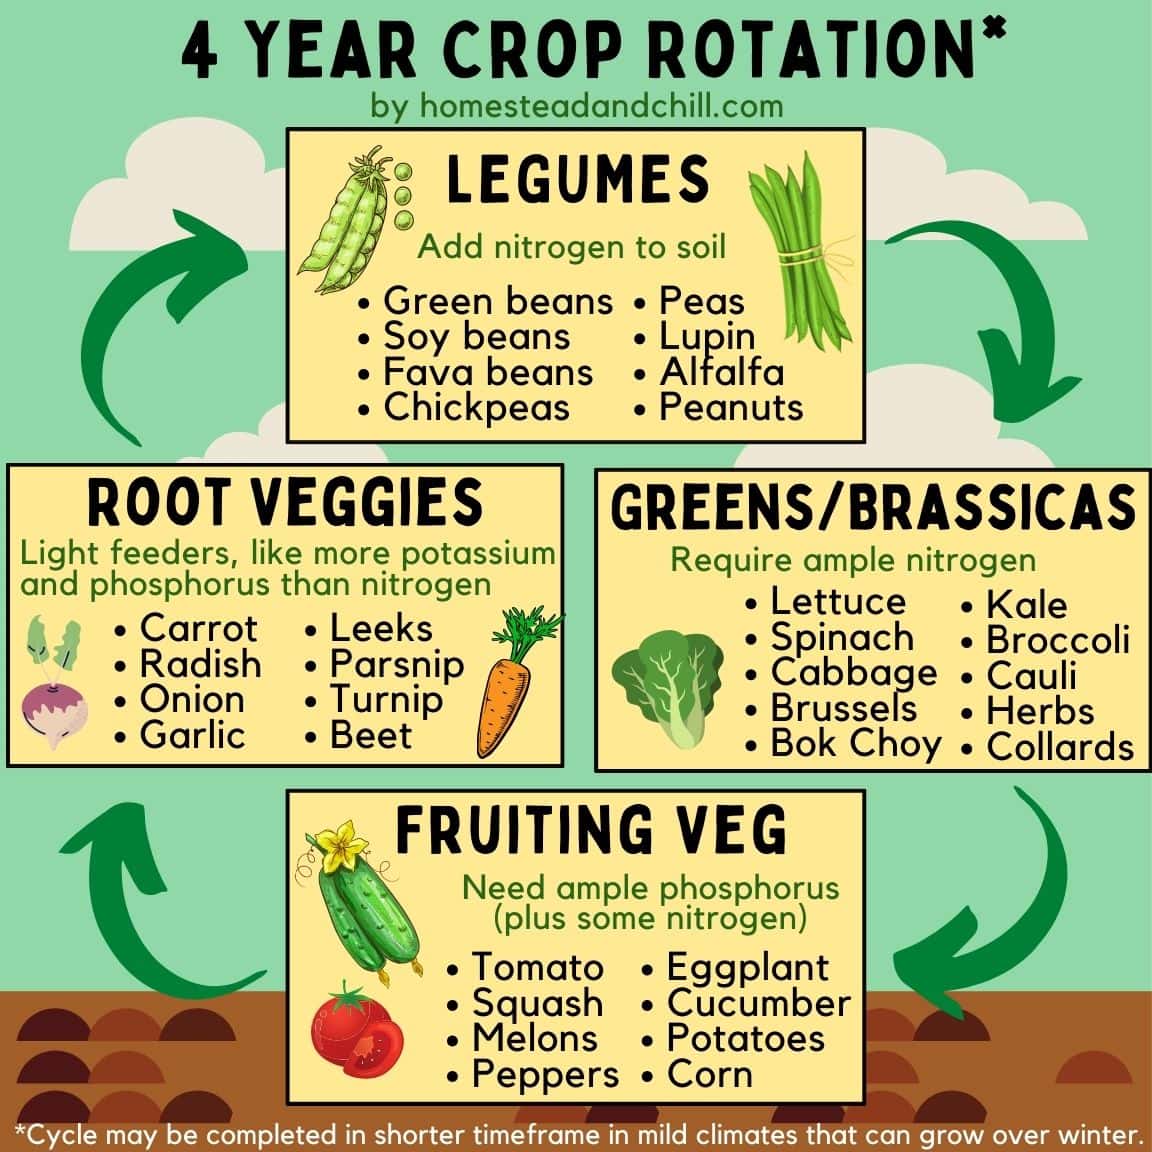 4 YEAR CROP ROTATION*
by homesteadandchill.com
LEGUMES
Add nitrogen to soil
• Green beans
• Soy beans
• Fava beans
• Chickpeas
• Peas
• Lupin
• Alfalfa
• Peanuts
ROOT VEGGIES
Light feeders, like more potassium
and phosphorus than nitrogen
• Carrot
• Radish
• Onion
• Garlic
• Leeks
• Parsnip
• Turnip
• Beet
GREENS/BRASSICAS
Require ample nitrogen
• Lettuce
• Spinach
• Cabbage
• Brussels
• Bok Choy
• Kale
• Broccoli
• Cauli
• Herbs
• Collards
FRUITING VEG
Need ample phosphorus
(plus some nitrogen)
• Tomato
• Squash
• Melons
• Peppers
• Eggplant
• Cucumber
• Potatoes
• Corn
*Cycle may be completed in shorter timeframe in mild climates that can grow over winter.